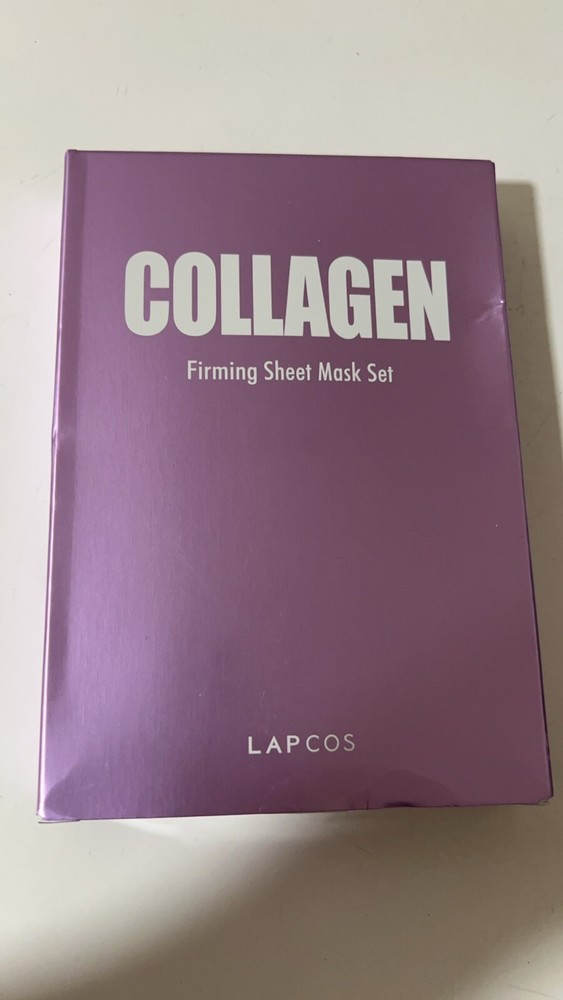 COLLAGEN
Firming Sheet Mask Set
LAPCOS